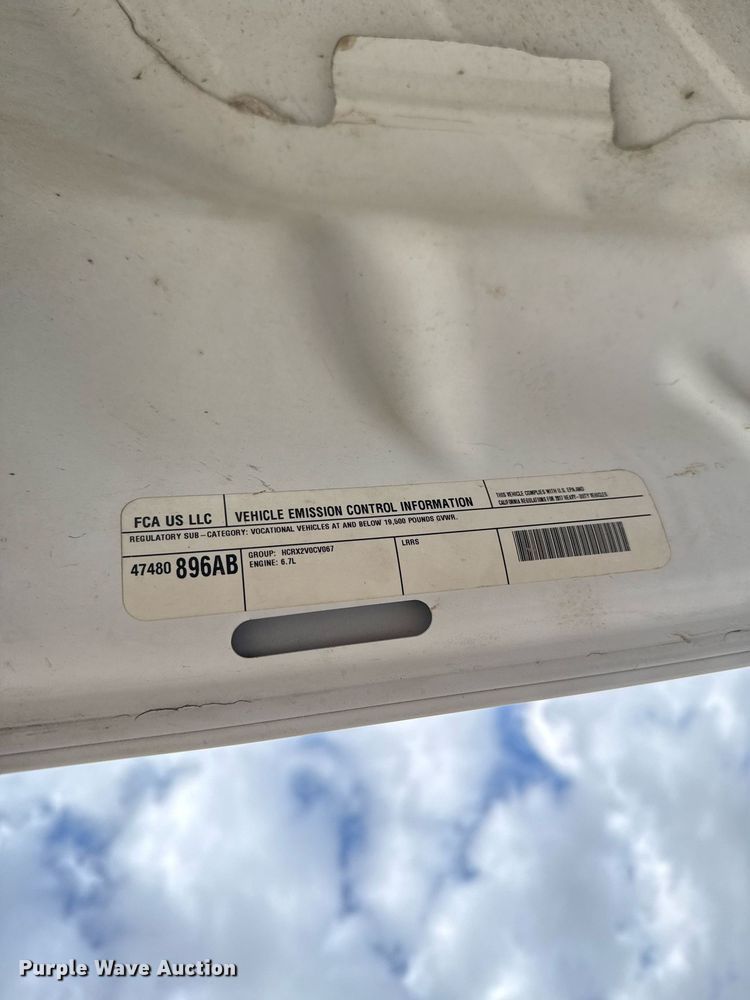 FCA US LLC
VEHICLE EMISSION CONTROL INFORMATION
THIS VEHICLE COMPLIES WITH U.S. EPA AND
CALIFORNIA REGULATIONS FOR 2017 HEAVY-DUTY VEHICLES.
REGULATORY SUB-CATEGORY: VOCATIONAL VEHICLES AT AND BELOW 19,500 POUNDS GVWR.
47480 896AB
GROUP: HCRX2VOCV067
ENGINE: 6.7L
LRRS
Purple Wave Auction